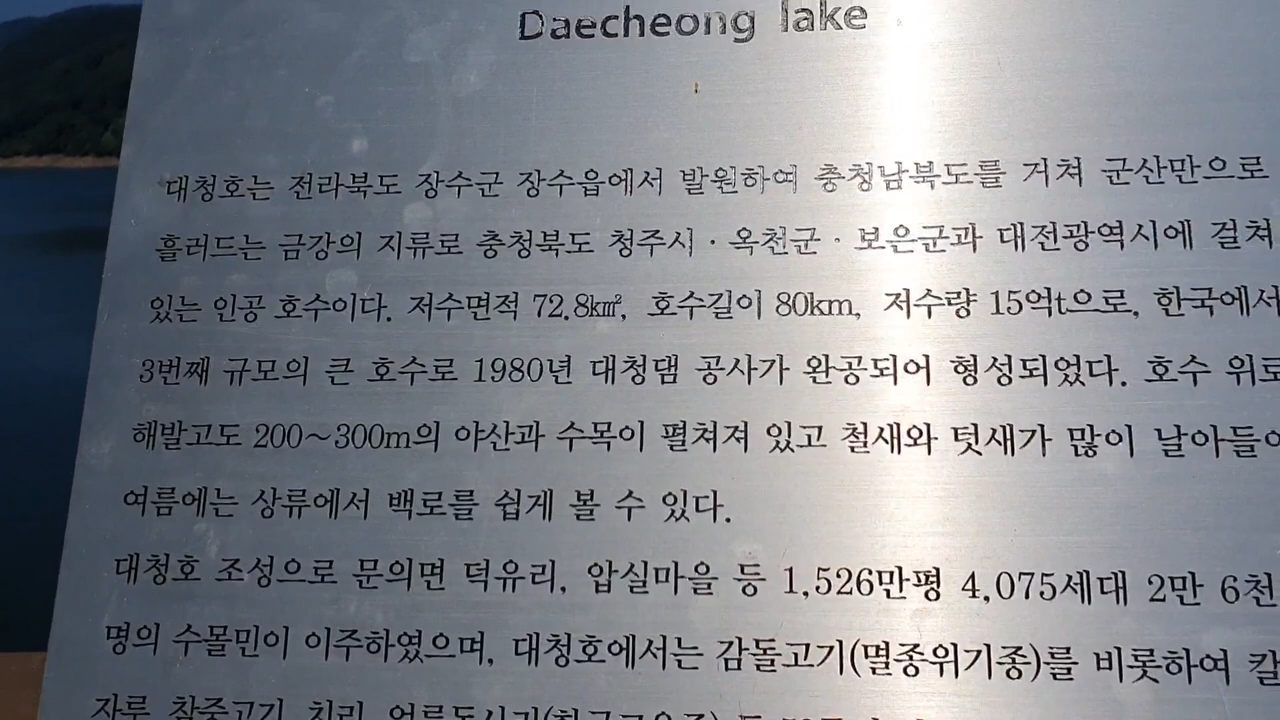 Daecheong lake
대청호는 전라북도 장수군 장수읍에서 발원하여 충청남북도를 거쳐 군산만으로
흘러드는 금강의 지류로 충청북도 청주시 · 옥천군 · 보은군과 대전광역시에 걸쳐
있는 인공 호수이다. 저수면적 72.8㎢, 호수길이 80km, 저수량 15억t으로, 한국에서
3번째 규모의 큰 호수로 1980년 대청댐 공사가 완공되어 형성되었다. 호수 위로
해발고도 200~300m의 야산과 수목이 펼쳐져 있고 철새와 텃새가 많이 날아들어
여름에는 상류에서 백로를 쉽게 볼 수 있다.
대청호 조성으로 문의면 덕유리, 압실마을 등 1,526만평 4,075세대 2만 6천
명의 수몰민이 이주하였으며, 대청호에서는 감돌고기(멸종위기종)를 비롯하여 칼
자루, 참중고기, 치리,